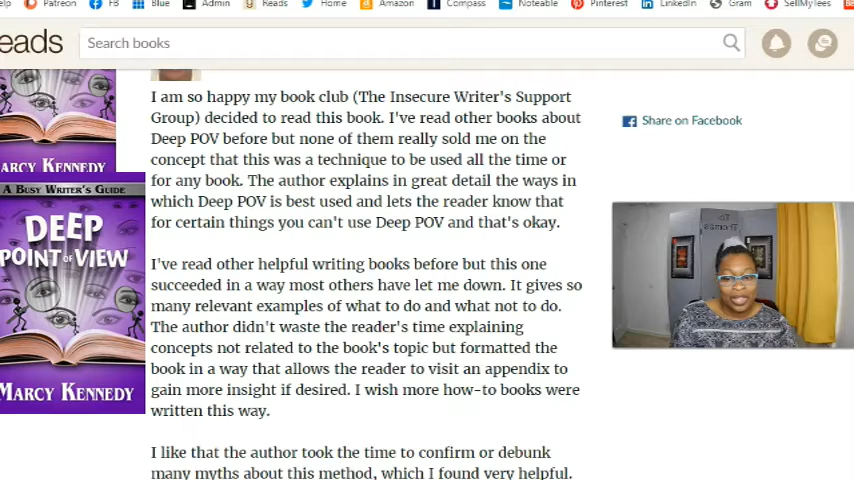 elp Patreon FB Blue Admin Reads Home Amazon Compass Noteable Pinterest LinkedIn Gram SellMyTees
eads Search books
ARCY KENNEDY
A BUSY WRITER'S GUIDE
DEEP
POINT OF VIEW
MARCY KENNEDY
I am so happy my book club (The Insecure Writer's Support
Group) decided to read this book. I've read other books about
Deep POV before but none of them really sold me on the
concept that this was a technique to be used all the time or
for any book. The author explains in great detail the ways in
which Deep POV is best used and lets the reader know that
for certain things you can't use Deep POV and that's okay.
I've read other helpful writing books before but this one
succeeded in a way most others have let me down. It gives so
many relevant examples of what to do and what not to do.
The author didn't waste the reader's time explaining
concepts not related to the book's topic but formatted the
book in a way that allows the reader to visit an appendix to
gain more insight if desired. I wish more how-to books were
written this way.
I like that the author took the time to confirm or debunk
many myths about this method, which I found very helpful.
Share on Facebook